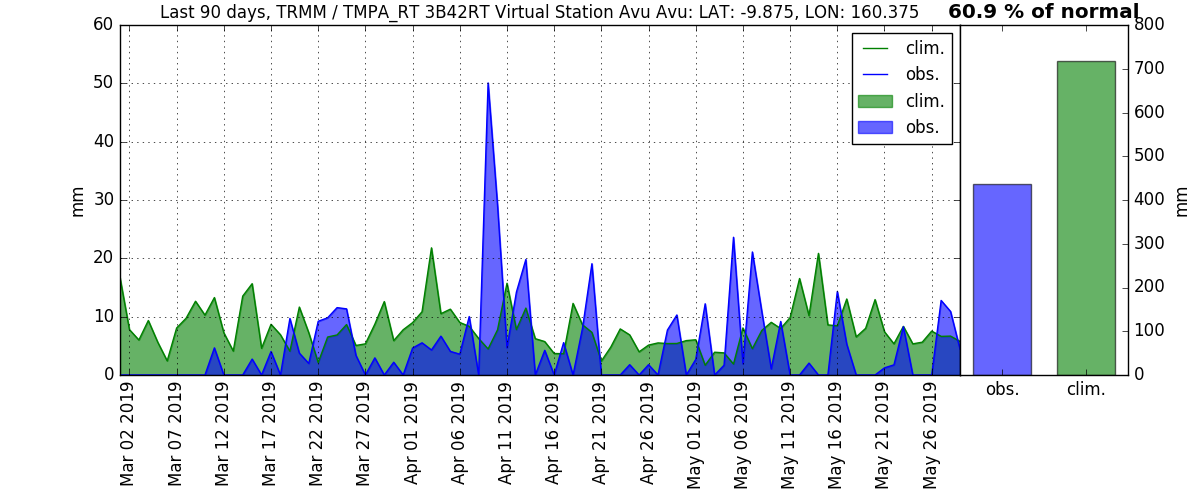 Last 90 days, TRMM / TMPA_RT 3B42RT Virtual Station Avu Avu: LAT: -9.875, LON: 160.375
60.9 % of normal
clim.
obs.
clim.
obs.
mm
60
50
40
30
20
10
0
Mar 02 2019
Mar 07 2019
Mar 12 2019
Mar 17 2019
Mar 22 2019
Mar 27 2019
Apr 01 2019
Apr 06 2019
Apr 11 2019
Apr 16 2019
Apr 21 2019
Apr 26 2019
May 01 2019
May 06 2019
May 11 2019
May 16 2019
May 21 2019
May 26 2019
800
700
600
500
400
300
200
100
0
mm
obs.
clim.